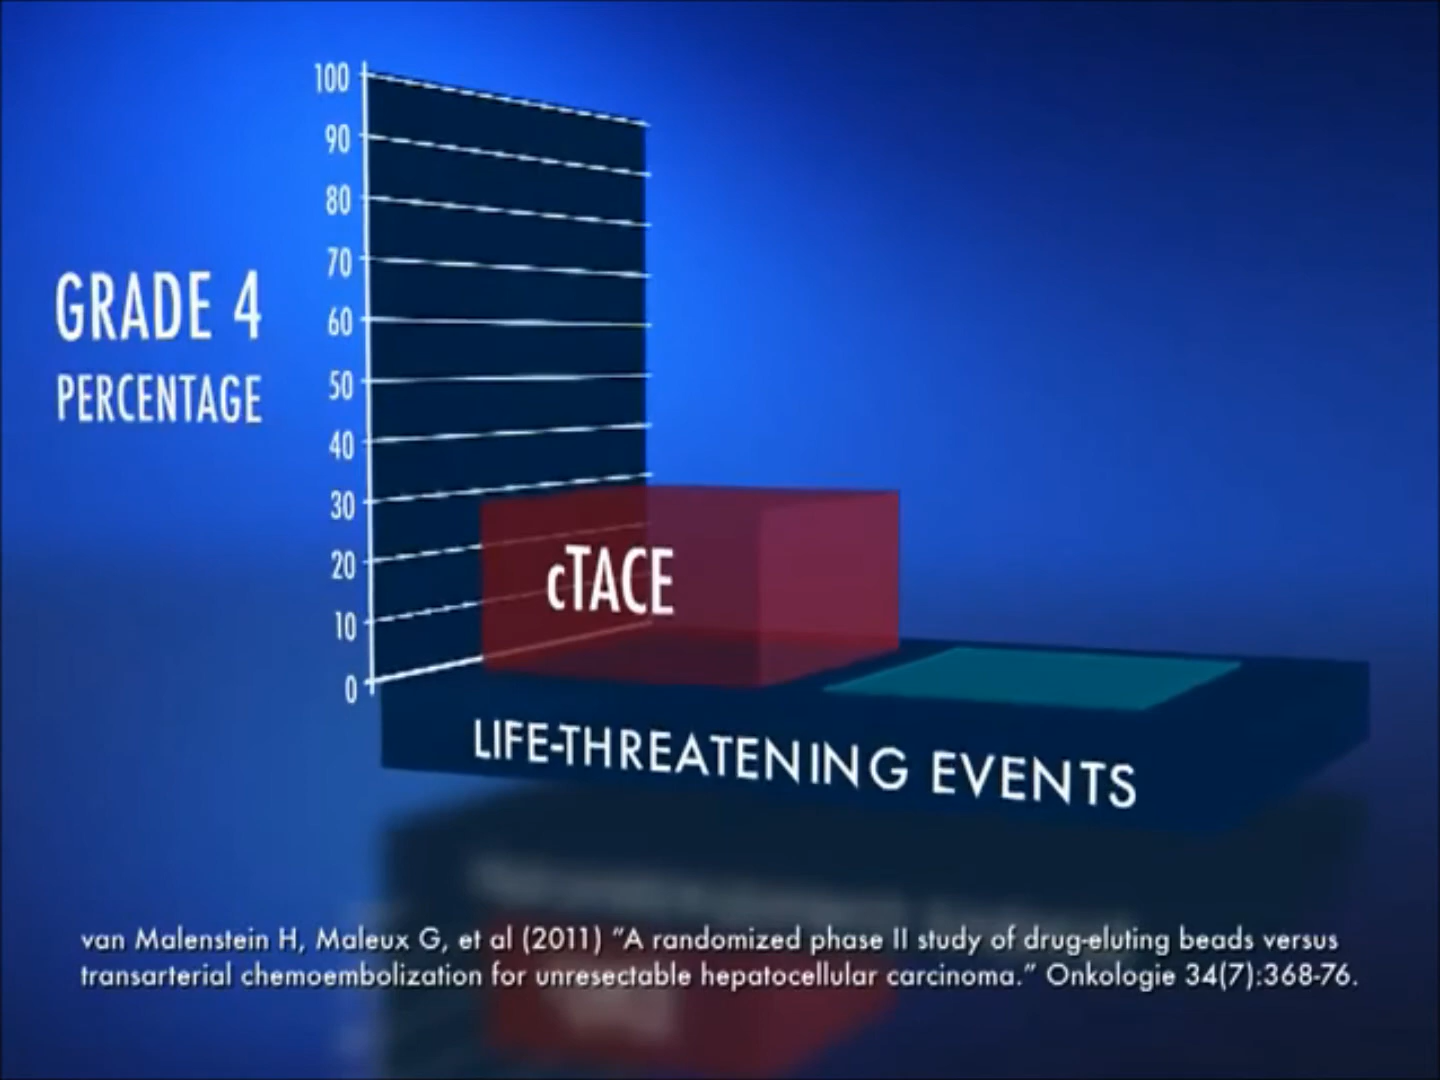 100
90
80
70
GRADE 4
60
PERCENTAGE
50
40
30
20
cTACE
10
0
LIFE-THREATENING EVENTS
van Malenstein H, Maleux G, et al (2011) "A randomized phase II study of drug-eluting beads versus
transarterial chemoembolization for unresectable hepatocellular carcinoma." Onkologie 34(7):368-76.